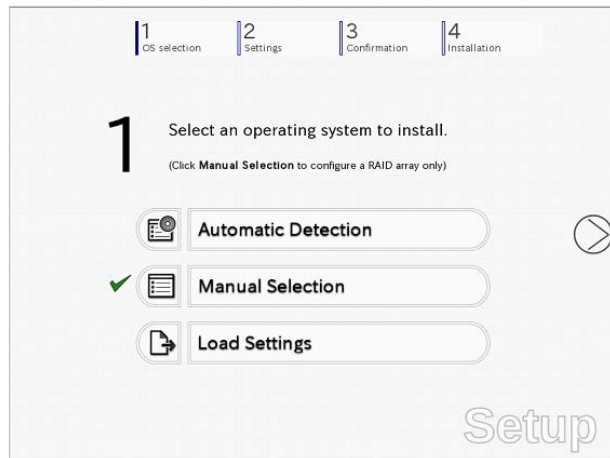 1 2 3 4
OS selection Settings Confirmation Installation
1 Select an operating system to install.
(Click Manual Selection to configure a RAID array only)
Automatic Detection
Manual Selection
Load Settings
Setup